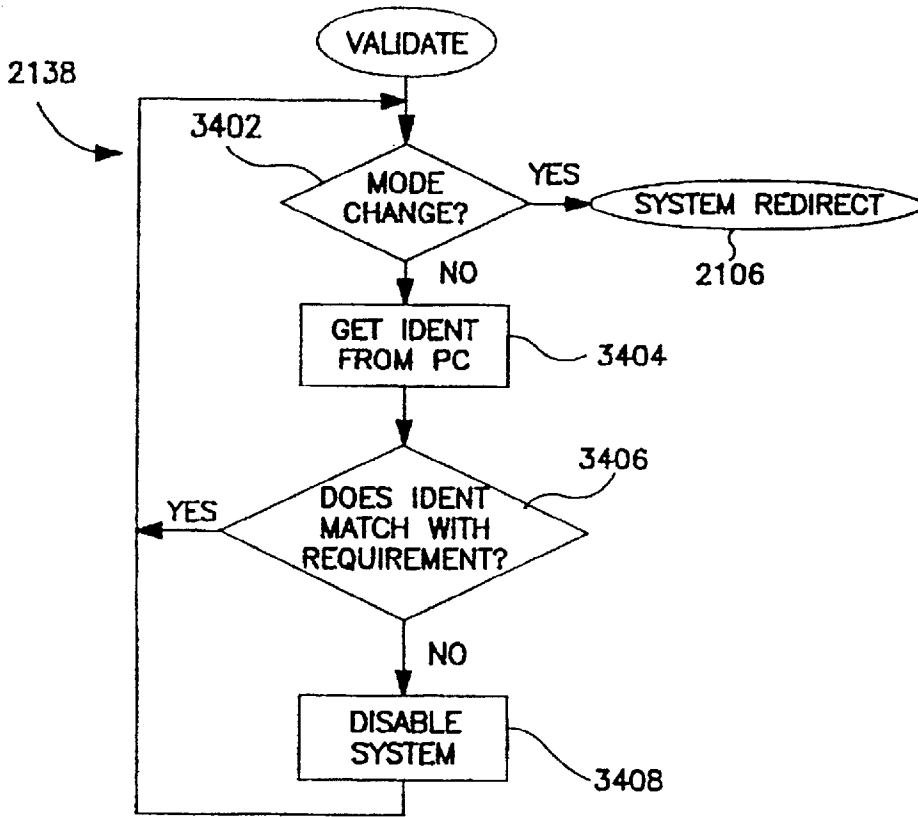 VALIDATE
2138
3402
MODE
CHANGE?
YES
SYSTEM REDIRECT
2106
NO
GET IDENT
FROM PC
3404
3406
DOES IDENT
MATCH WITH
REQUIREMENT?
YES
NO
DISABLE
SYSTEM
3408